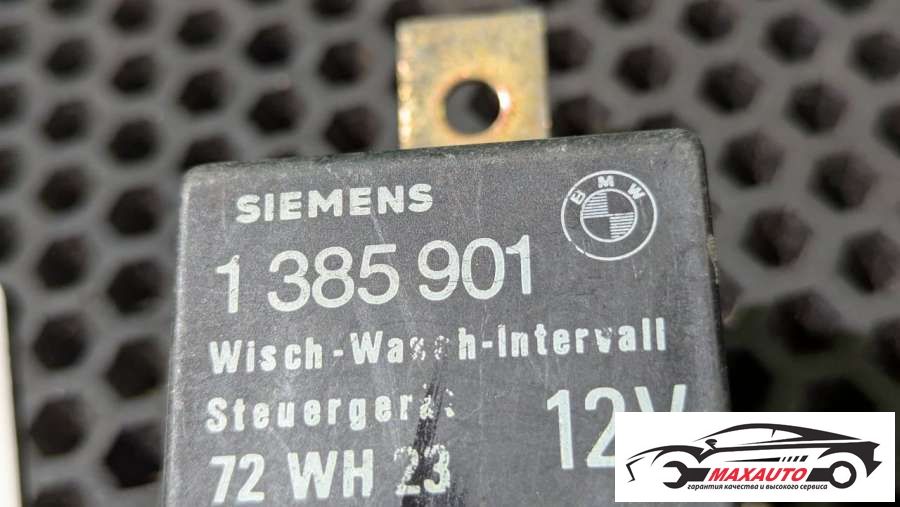 SIEMENS
BMW
1 385 901
Wisch-Wasch-Intervall
Steuergerät
12V
72 WH 23
MAXAUTO
гарантия качества и высокого сервиса